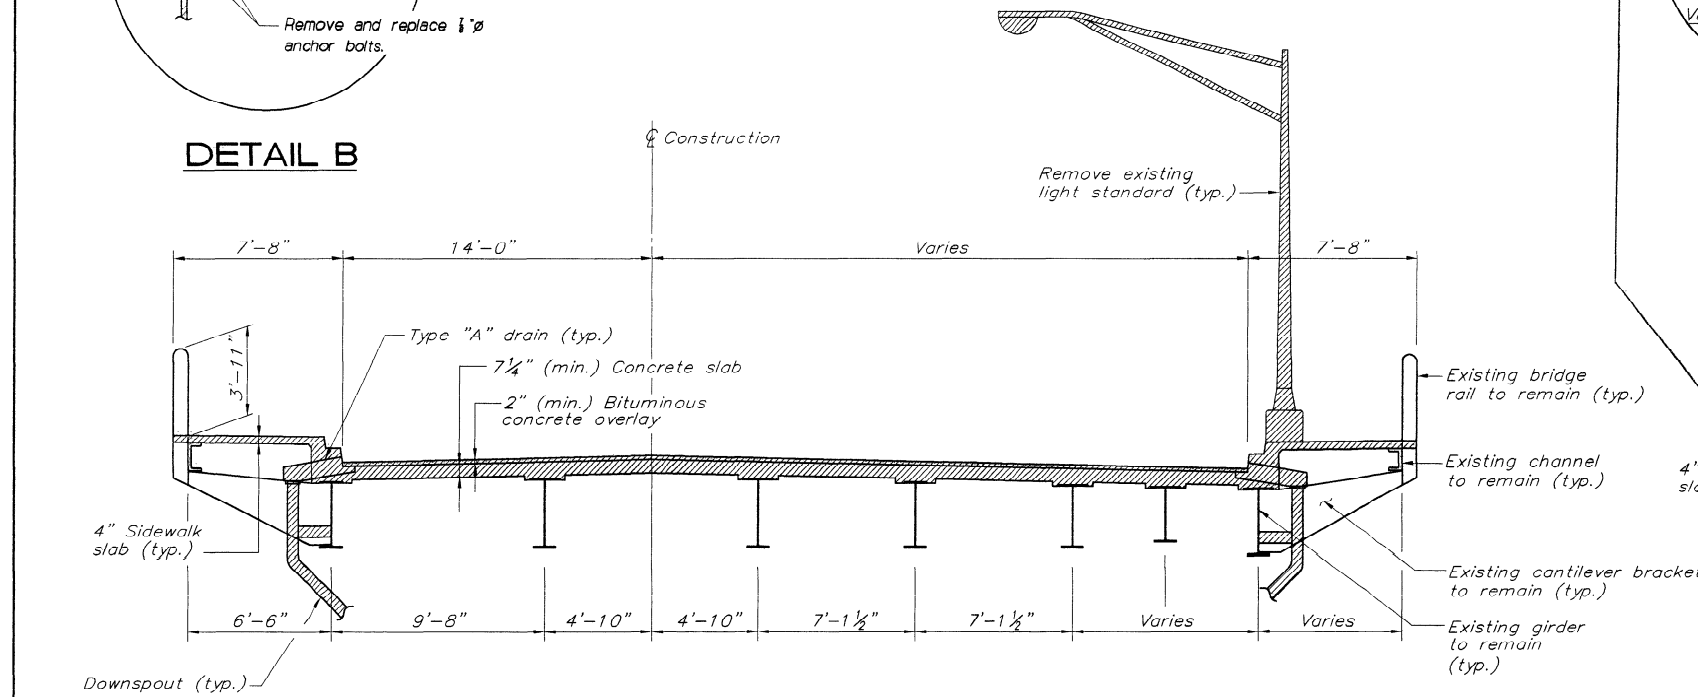 Remove and replace ⅞"ø
anchor bolts.
DETAIL B
℄ Construction
Remove existing
light standard (typ.)
7'-8"
14'-0"
Varies
7'-8"
3'-11"
Type "A" drain (typ.)
7¼" (min.) Concrete slab
2" (min.) Bituminous
concrete overlay
Existing bridge
rail to remain (typ.)
Existing channel
to remain (typ.)
4"
4" Sidewalk
slab (typ.)
Existing cantilever bracket
to remain (typ.)
6'-6"
9'-8"
4'-10"
4'-10"
7'-1½"
7'-1½"
Varies
Varies
Existing girder
to remain
(typ.)
Downspout (typ.)